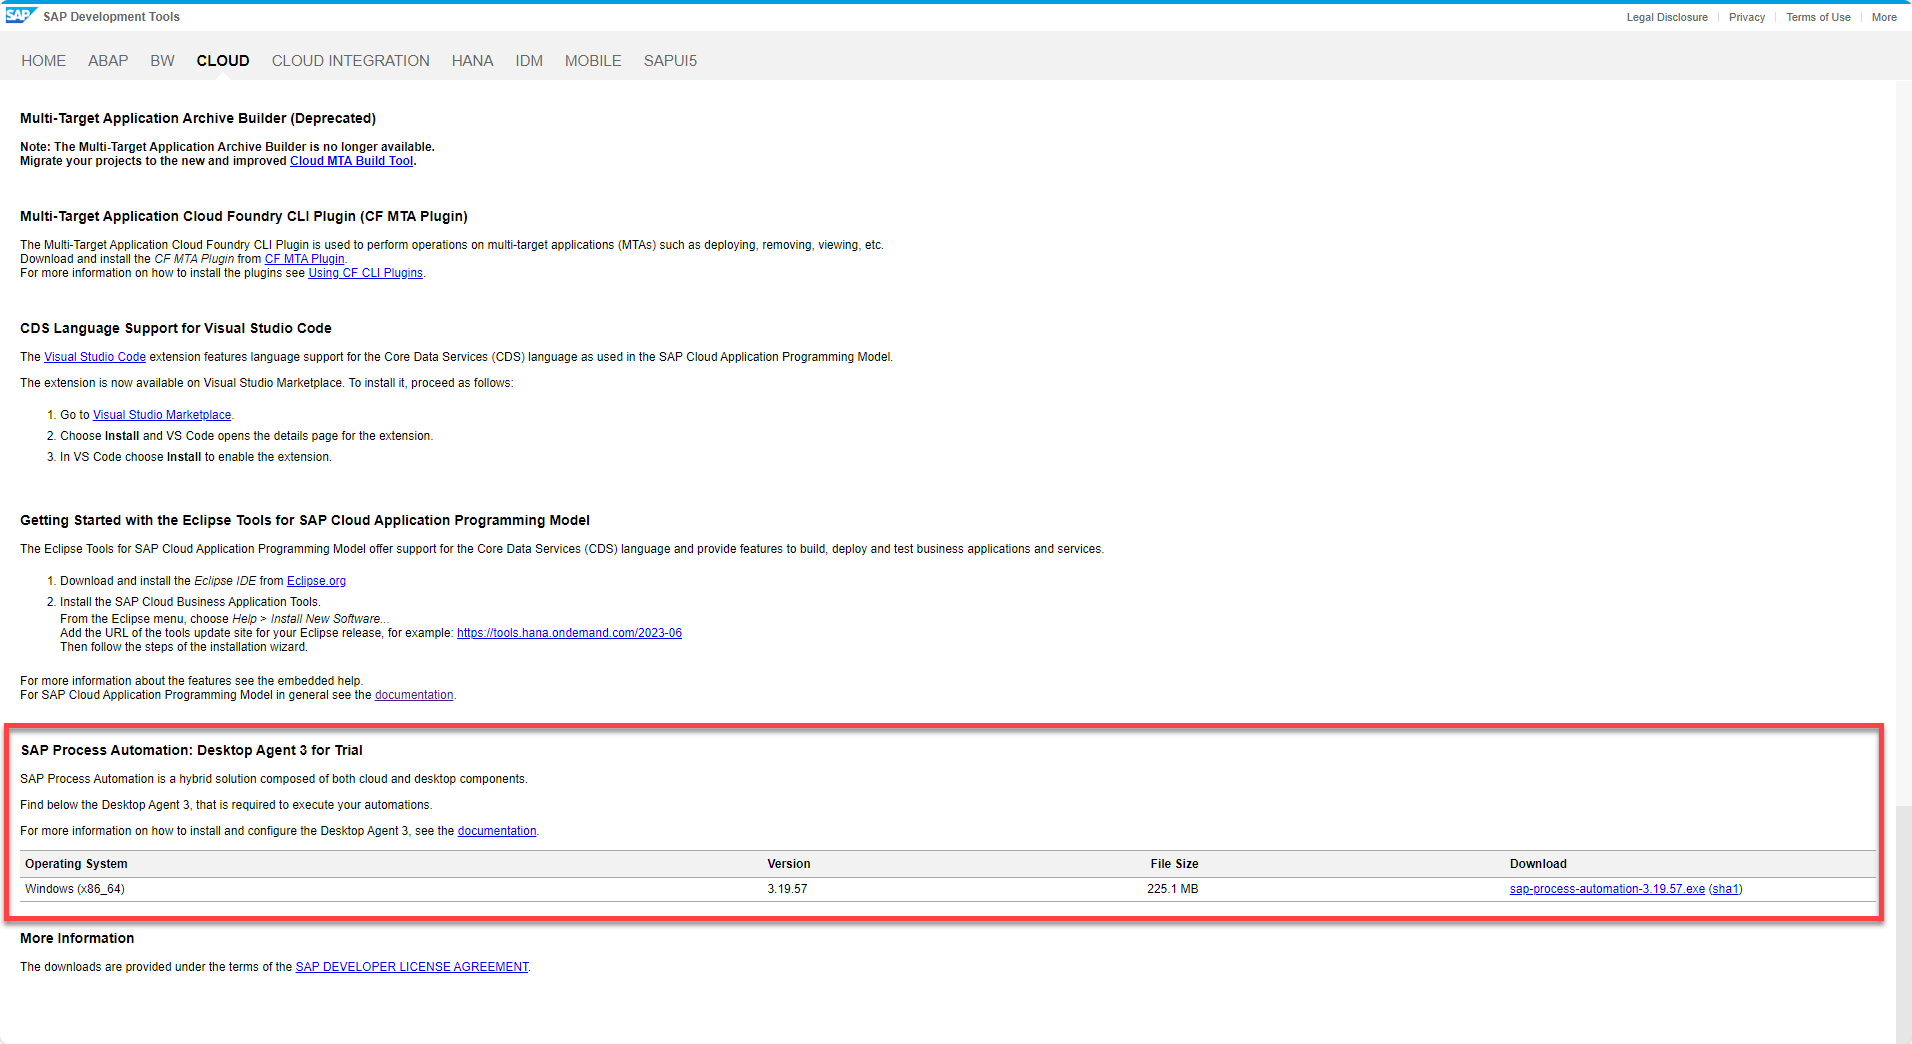 SAP SAP Development Tools
Legal Disclosure Privacy Terms of Use More
HOME ABAP BW CLOUD CLOUD INTEGRATION HANA IDM MOBILE SAPUI5
Multi-Target Application Archive Builder (Deprecated)
Note: The Multi-Target Application Archive Builder is no longer available.
Migrate your projects to the new and improved Cloud MTA Build Tool.
Multi-Target Application Cloud Foundry CLI Plugin (CF MTA Plugin)
The Multi-Target Application Cloud Foundry CLI Plugin is used to perform operations on multi-target applications (MTAs) such as deploying, removing, viewing, etc.
Download and install the CF MTA Plugin from CF MTA Plugin.
For more information on how to install the plugins see Using CF CLI Plugins.
CDS Language Support for Visual Studio Code
The Visual Studio Code extension features language support for the Core Data Services (CDS) language as used in the SAP Cloud Application Programming Model.
The extension is now available on Visual Studio Marketplace. To install it, proceed as follows:
1. Go to Visual Studio Marketplace.
2. Choose Install and VS Code opens the details page for the extension.
3. In VS Code choose Install to enable the extension.
Getting Started with the Eclipse Tools for SAP Cloud Application Programming Model
The Eclipse Tools for SAP Cloud Application Programming Model offer support for the Core Data Services (CDS) language and provide features to build, deploy and test business applications and services.
1. Download and install the Eclipse IDE from Eclipse.org
2. Install the SAP Cloud Business Application Tools.
From the Eclipse menu, choose Help > Install New Software...
Add the URL of the tools update site for your Eclipse release, for example: https://tools.hana.ondemand.com/2023-06
Then follow the steps of the installation wizard.
For more information about the features see the embedded help.
For SAP Cloud Application Programming Model in general see the documentation.
SAP Process Automation: Desktop Agent 3 for Trial
SAP Process Automation is a hybrid solution composed of both cloud and desktop components.
Find below the Desktop Agent 3, that is required to execute your automations.
For more information on how to install and configure the Desktop Agent 3, see the documentation.
Operating System Version File Size Download
Windows (x86_64) 3.19.57 225.1 MB sap-process-automation-3.19.57.exe (sha1)
More Information
The downloads are provided under the terms of the SAP DEVELOPER LICENSE AGREEMENT.